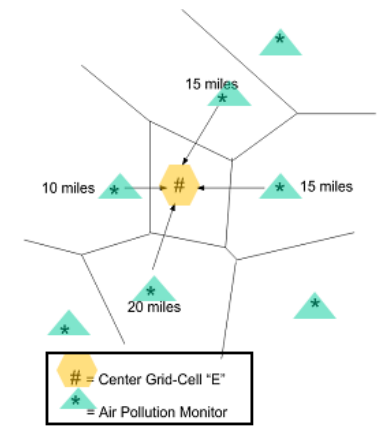 *
15 miles
*
10 miles
*
#
*
15 miles
*
20 miles
*
*
# = Center Grid-Cell “E”
* = Air Pollution Monitor